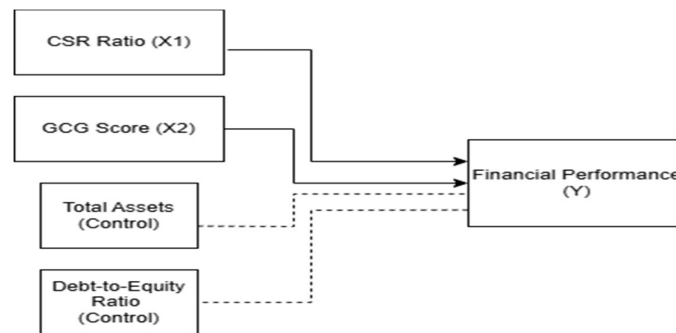 CSR Ratio (X1)
GCG Score (X2)
Total Assets
(Control)
Debt-to-Equity
Ratio
(Control)
Financial Performance
(Y)